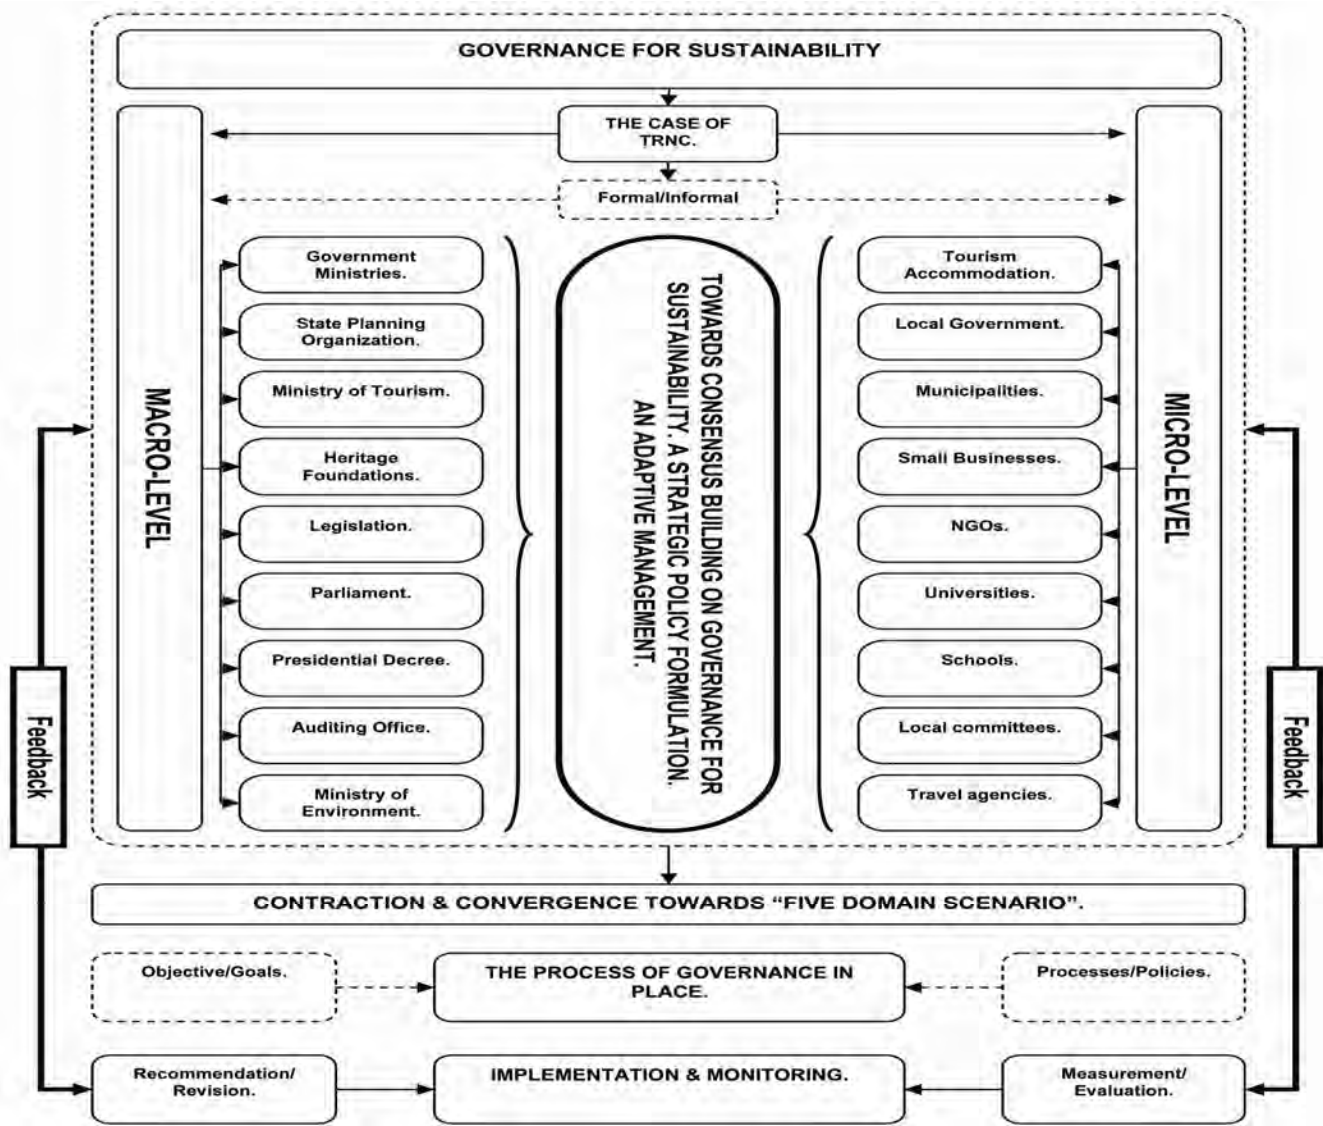 GOVERNANCE FOR SUSTAINABILITY
THE CASE OF
TRNC.
Formal/Informal
MACRO-LEVEL
Government
Ministries.
State Planning
Organization.
Ministry of Tourism.
Heritage
Foundations.
Legislation.
Parliament.
Presidential Decree.
Auditing Office.
Ministry of
Environment.
TOWARDS CONSENSUS BUILDING ON GOVERNANCE FOR
SUSTAINABILITY. A STRATEGIC POLICY FORMULATION.
AN ADAPTIVE MANAGEMENT.
Tourism
Accommodation.
Local Government.
Municipalities.
Small Businesses.
NGOs.
Universities.
Schools.
Local committees.
Travel agencies.
MICRO-LEVEL
Feedback
Feedback
CONTRACTION & CONVERGENCE TOWARDS “FIVE DOMAIN SCENARIO”.
Objective/Goals.
THE PROCESS OF GOVERNANCE IN
PLACE.
Processes/Policies.
Recommendation/
Revision.
IMPLEMENTATION & MONITORING.
Measurement/
Evaluation.